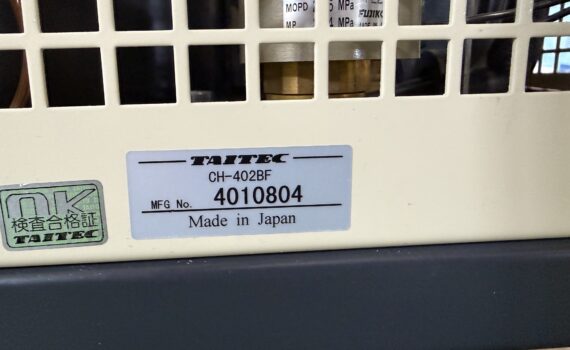 MOPD
MPa
FUJIKO
MP
MPa
TAITEC
CH-402BF
MFG No. 4010804
Made in Japan
OK
検査合格証
TAITEC